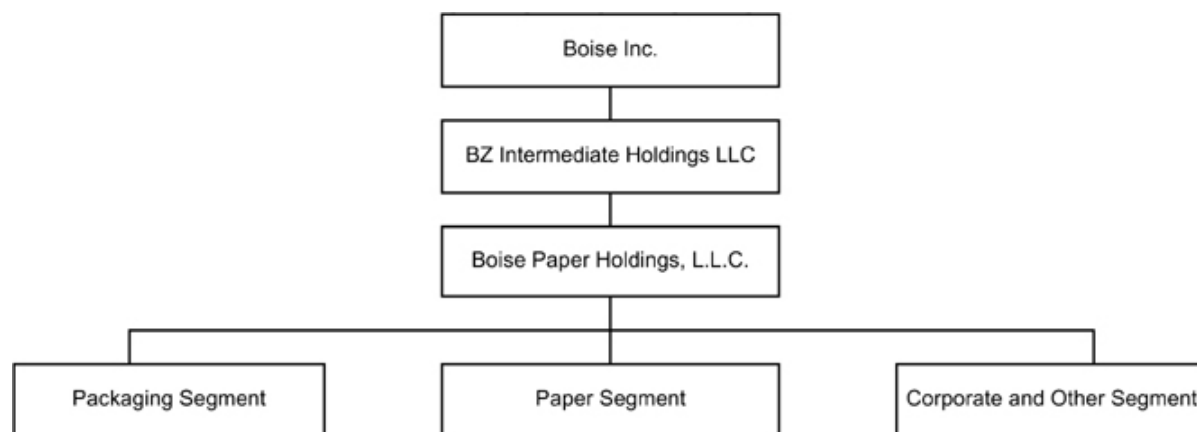 Boise Inc.
BZ Intermediate Holdings LLC
Boise Paper Holdings, L.L.C.
Packaging Segment
Paper Segment
Corporate and Other Segment